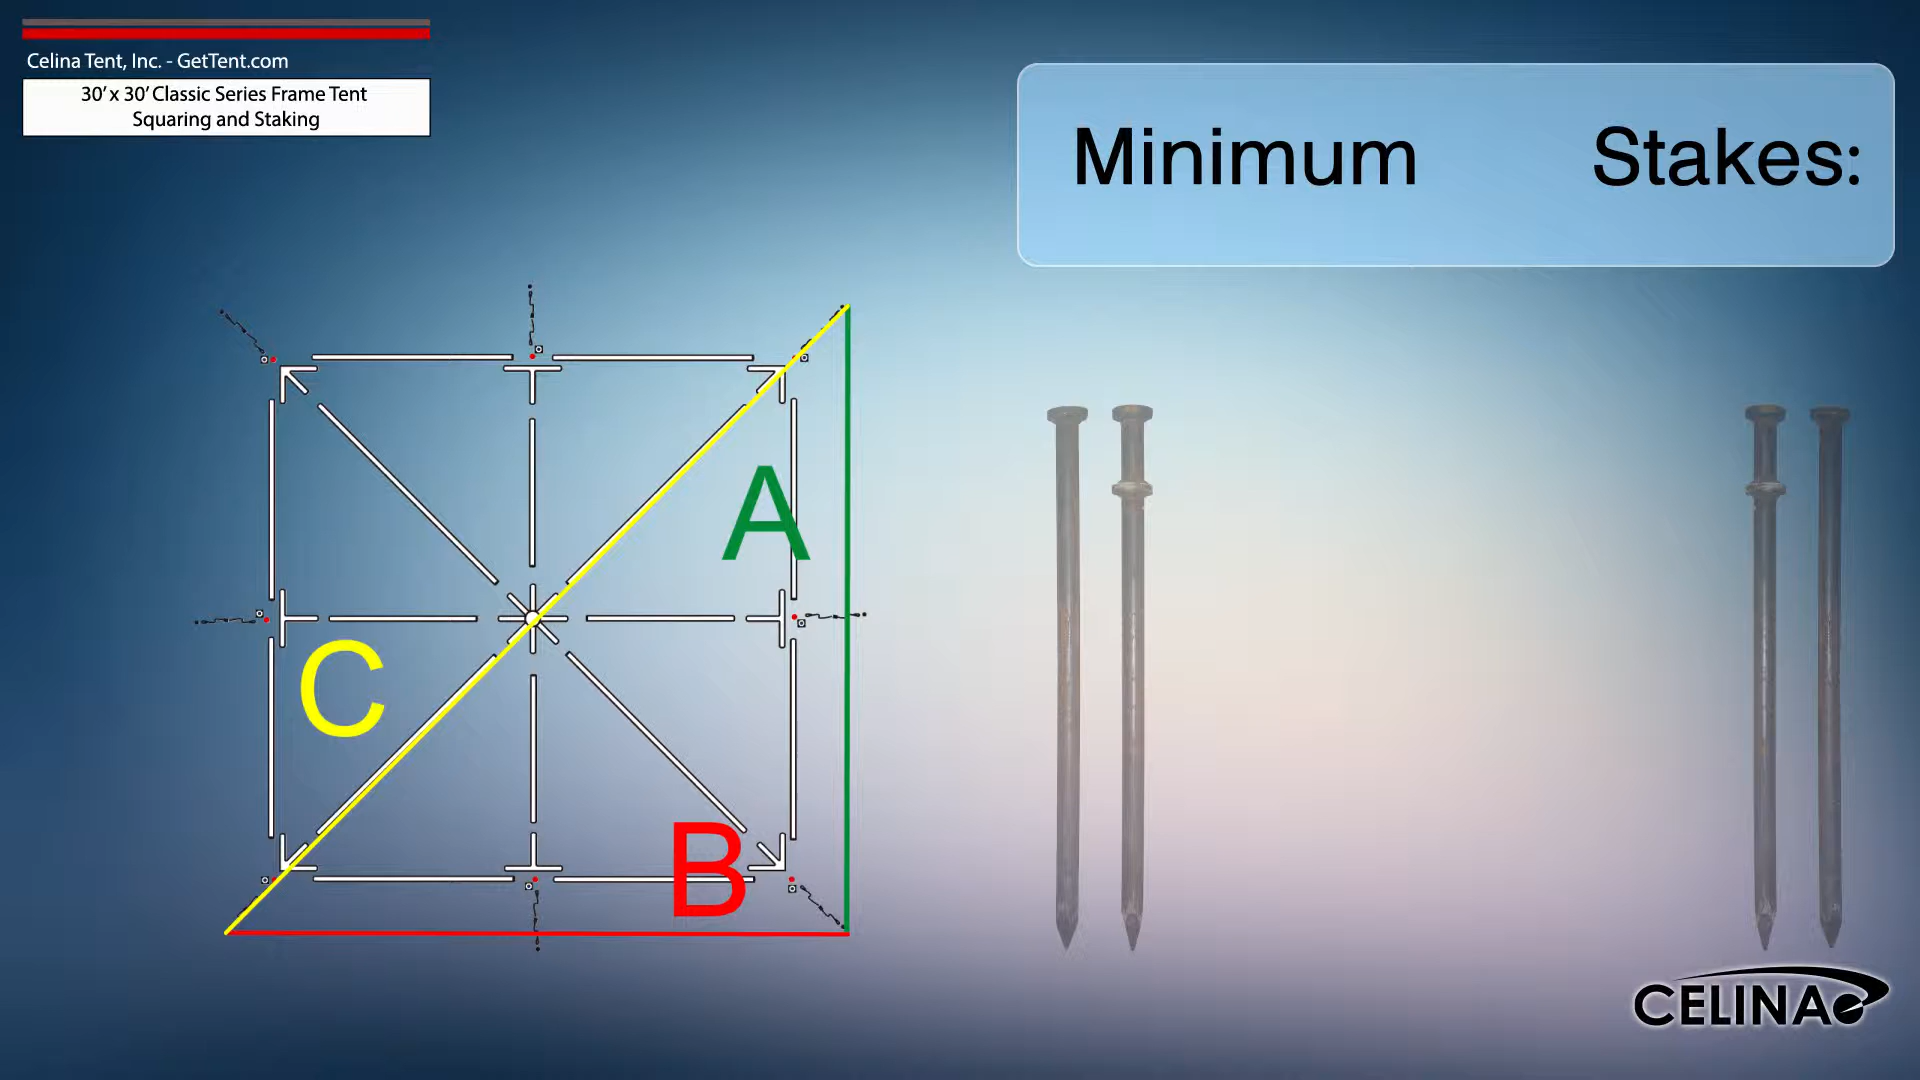 Celina Tent, Inc. - GetTent.com
30’ x 30’ Classic Series Frame Tent
Squaring and Staking
Minimum Stakes:
A
C
B
CELINA